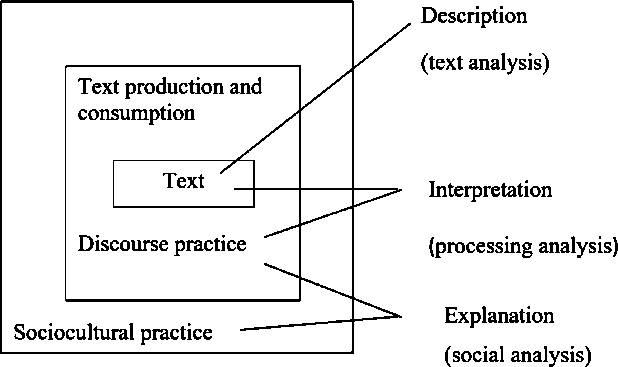 Description
(text analysis)
Text production and
consumption
Text
Interpretation
Discourse practice
(processing analysis)
Explanation
Sociocultural practice
(social analysis)